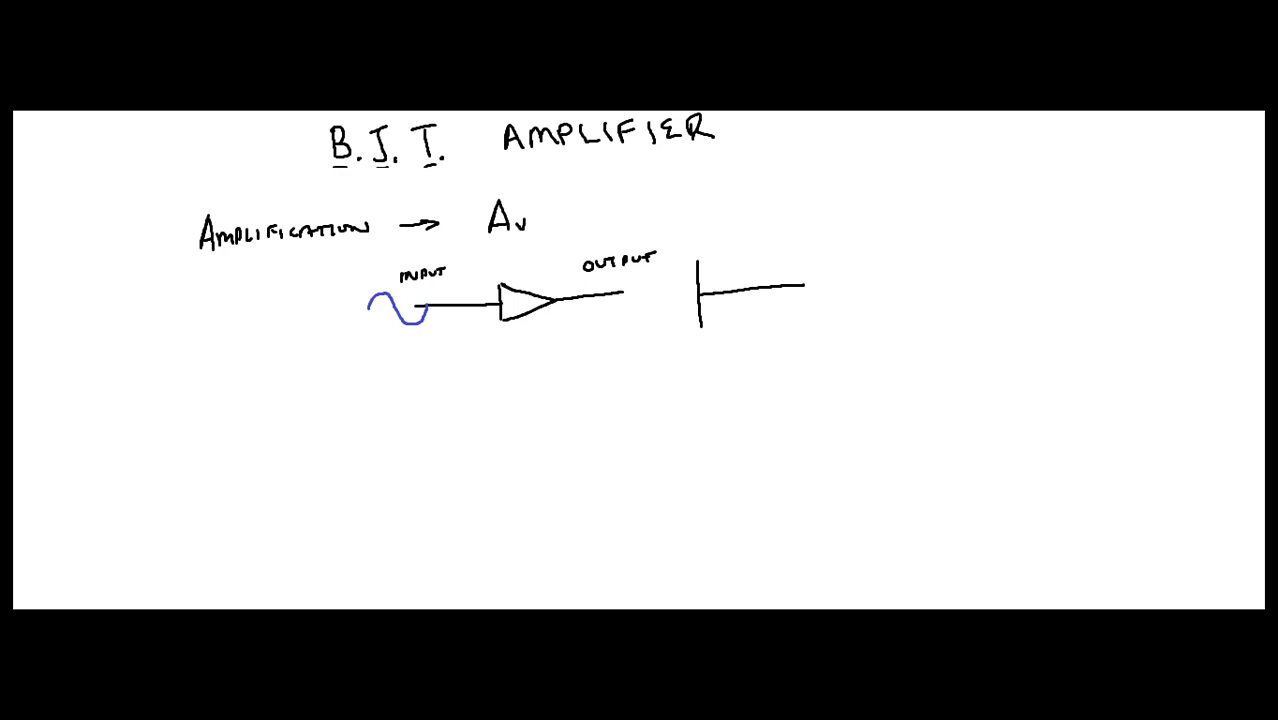 B.J.T. AMPLIFIER
AMPLIFICATION → Av
INPUT
OUTPUT